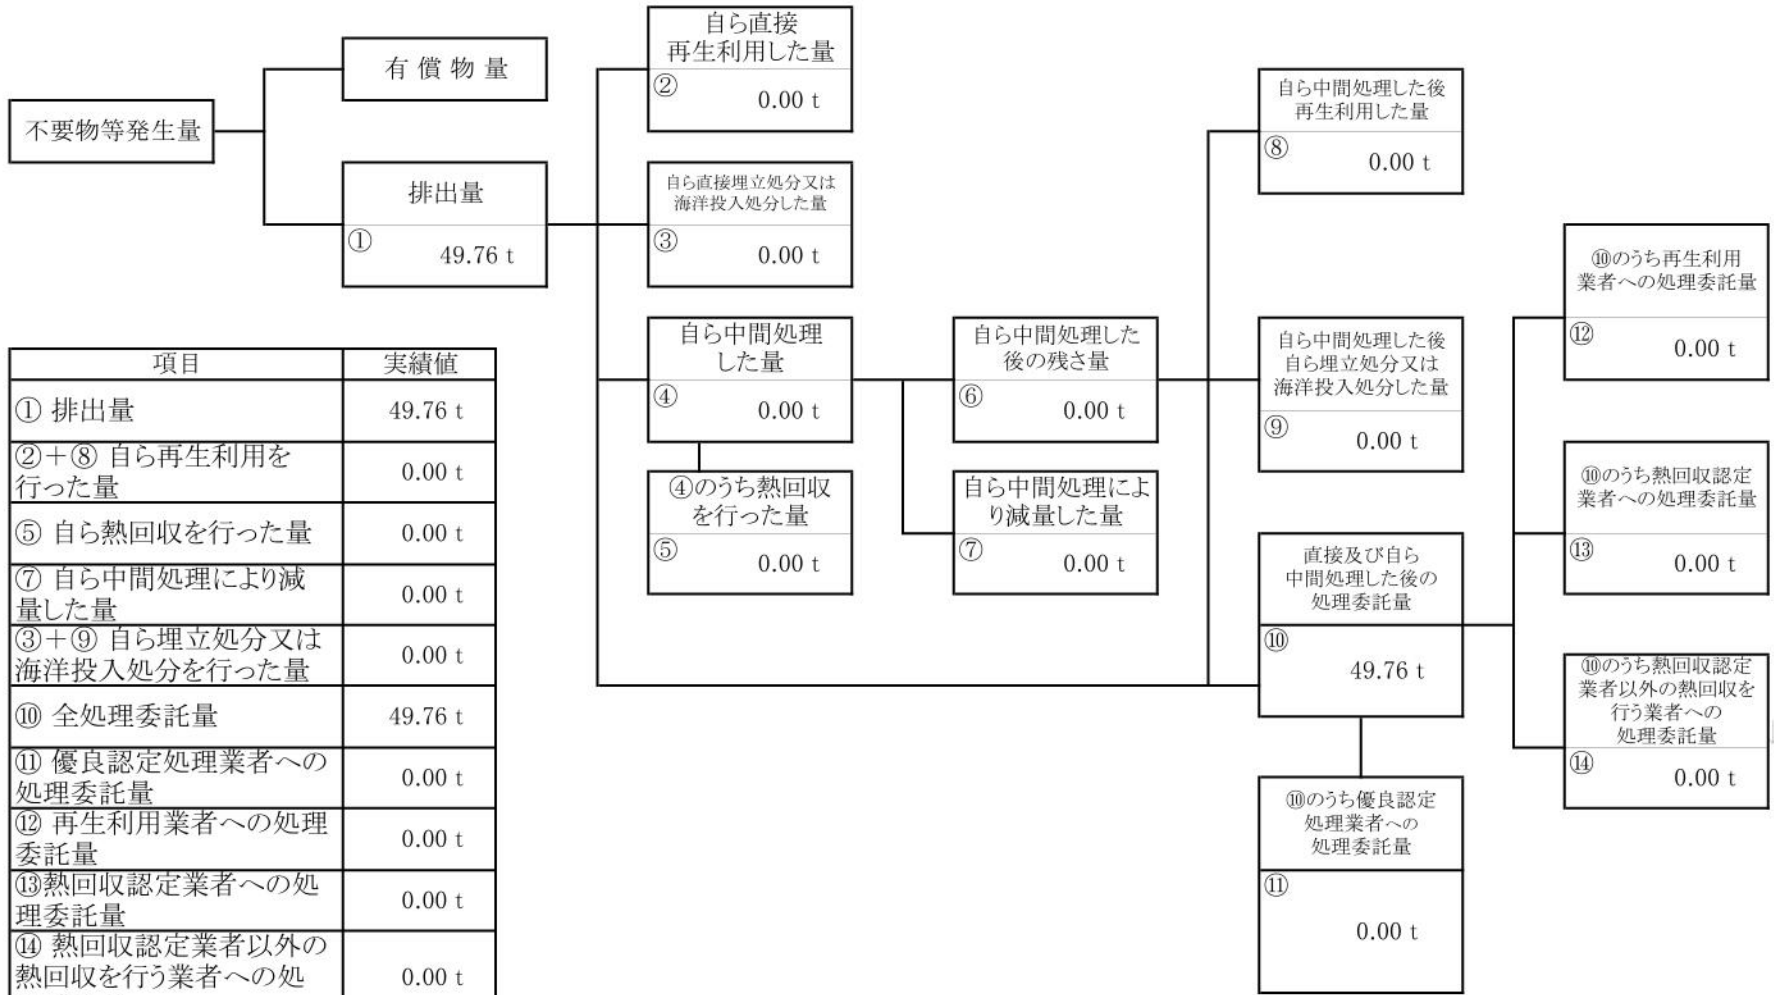 不要物等発生量
有償物量
排出量
①
49.76 t
自ら直接
再生利用した量
②
0.00 t
自ら直接埋立処分又は
海洋投入処分した量
③
0.00 t
自ら中間処理
した量
④
0.00 t
④のうち熱回収
を行った量
⑤
0.00 t
自ら中間処理した
後の残さ量
⑥
0.00 t
自ら中間処理によ
り減量した量
⑦
0.00 t
自ら中間処理した後
再生利用した量
⑧
0.00 t
自ら中間処理した後
自ら埋立処分又は
海洋投入処分した量
⑨
0.00 t
直接及び自ら
中間処理した後の
処理委託量
⑩
49.76 t
⑩のうち優良認定
処理業者への
処理委託量
⑪
0.00 t
⑩のうち再生利用
業者への処理委託量
⑫
0.00 t
⑩のうち熱回収認定
業者への処理委託量
⑬
0.00 t
⑩のうち熱回収認定
業者以外の熱回収を
行う業者への
処理委託量
⑭
0.00 t
項目 実績値
① 排出量 49.76 t
②+⑧ 自ら再生利用を
行った量 0.00 t
⑤ 自ら熱回収を行った量 0.00 t
⑦ 自ら中間処理により減
量した量 0.00 t
③+⑨ 自ら埋立処分又は
海洋投入処分を行った量 0.00 t
⑩ 全処理委託量 49.76 t
⑪ 優良認定処理業者への
処理委託量 0.00 t
⑫ 再生利用業者への処理
委託量 0.00 t
⑬熱回収認定業者への処
理委託量 0.00 t
⑭ 熱回収認定業者以外の
熱回収を行う業者への処 0.00 t